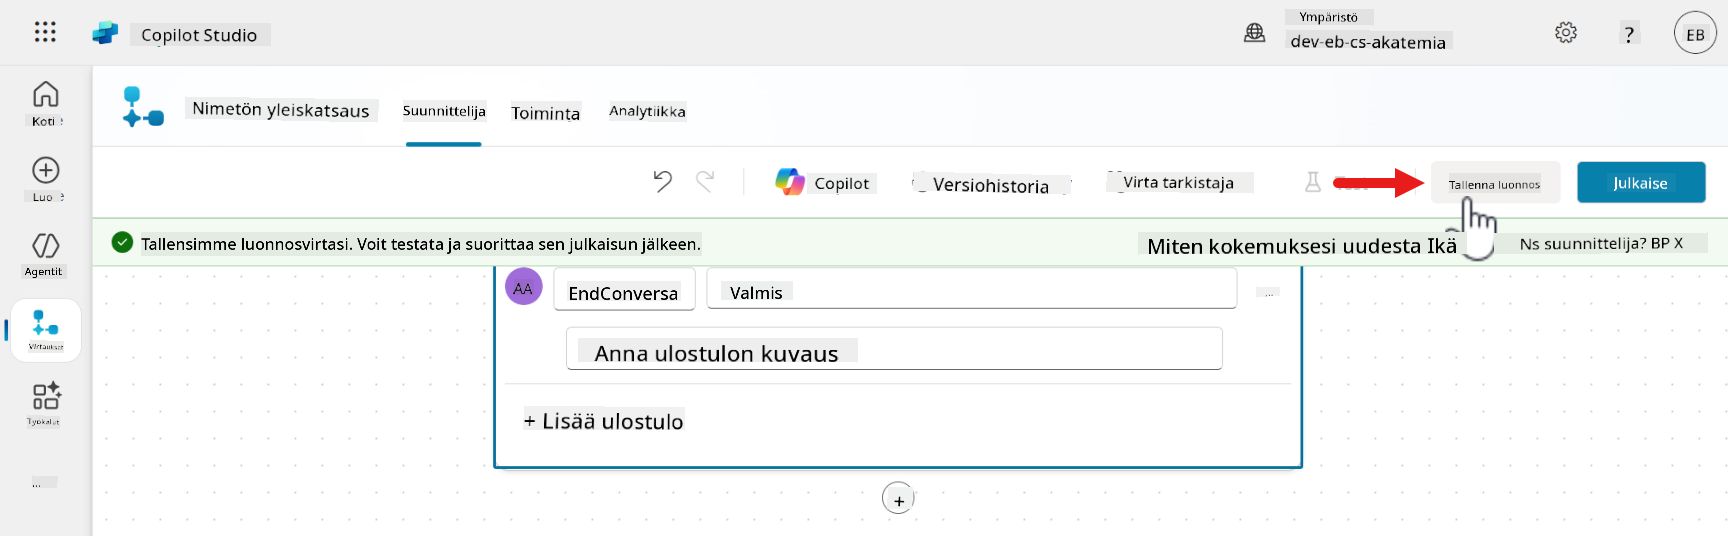 Copilot Studio
Ympäristö
dev-eb-cs-akatemia
?
EB
Koti
Luo
Agentit
Virtaukset
Työkalut
...
Nimetön yleiskatsaus
Suunnittelija
Toiminta
Analytiikka
Copilot
Versiohistoria
Virta tarkistaja
Tallenna luonnos
Julkaise
Tallensimme luonnosvirtasi. Voit testata ja suorittaa sen julkaisun jälkeen.
Miten kokemuksesi uudesta Ikä
Ns suunnittelija? BP X
AA
EndConversa
Valmis
...
Anna ulostulon kuvaus
+ Lisää ulostulo
+